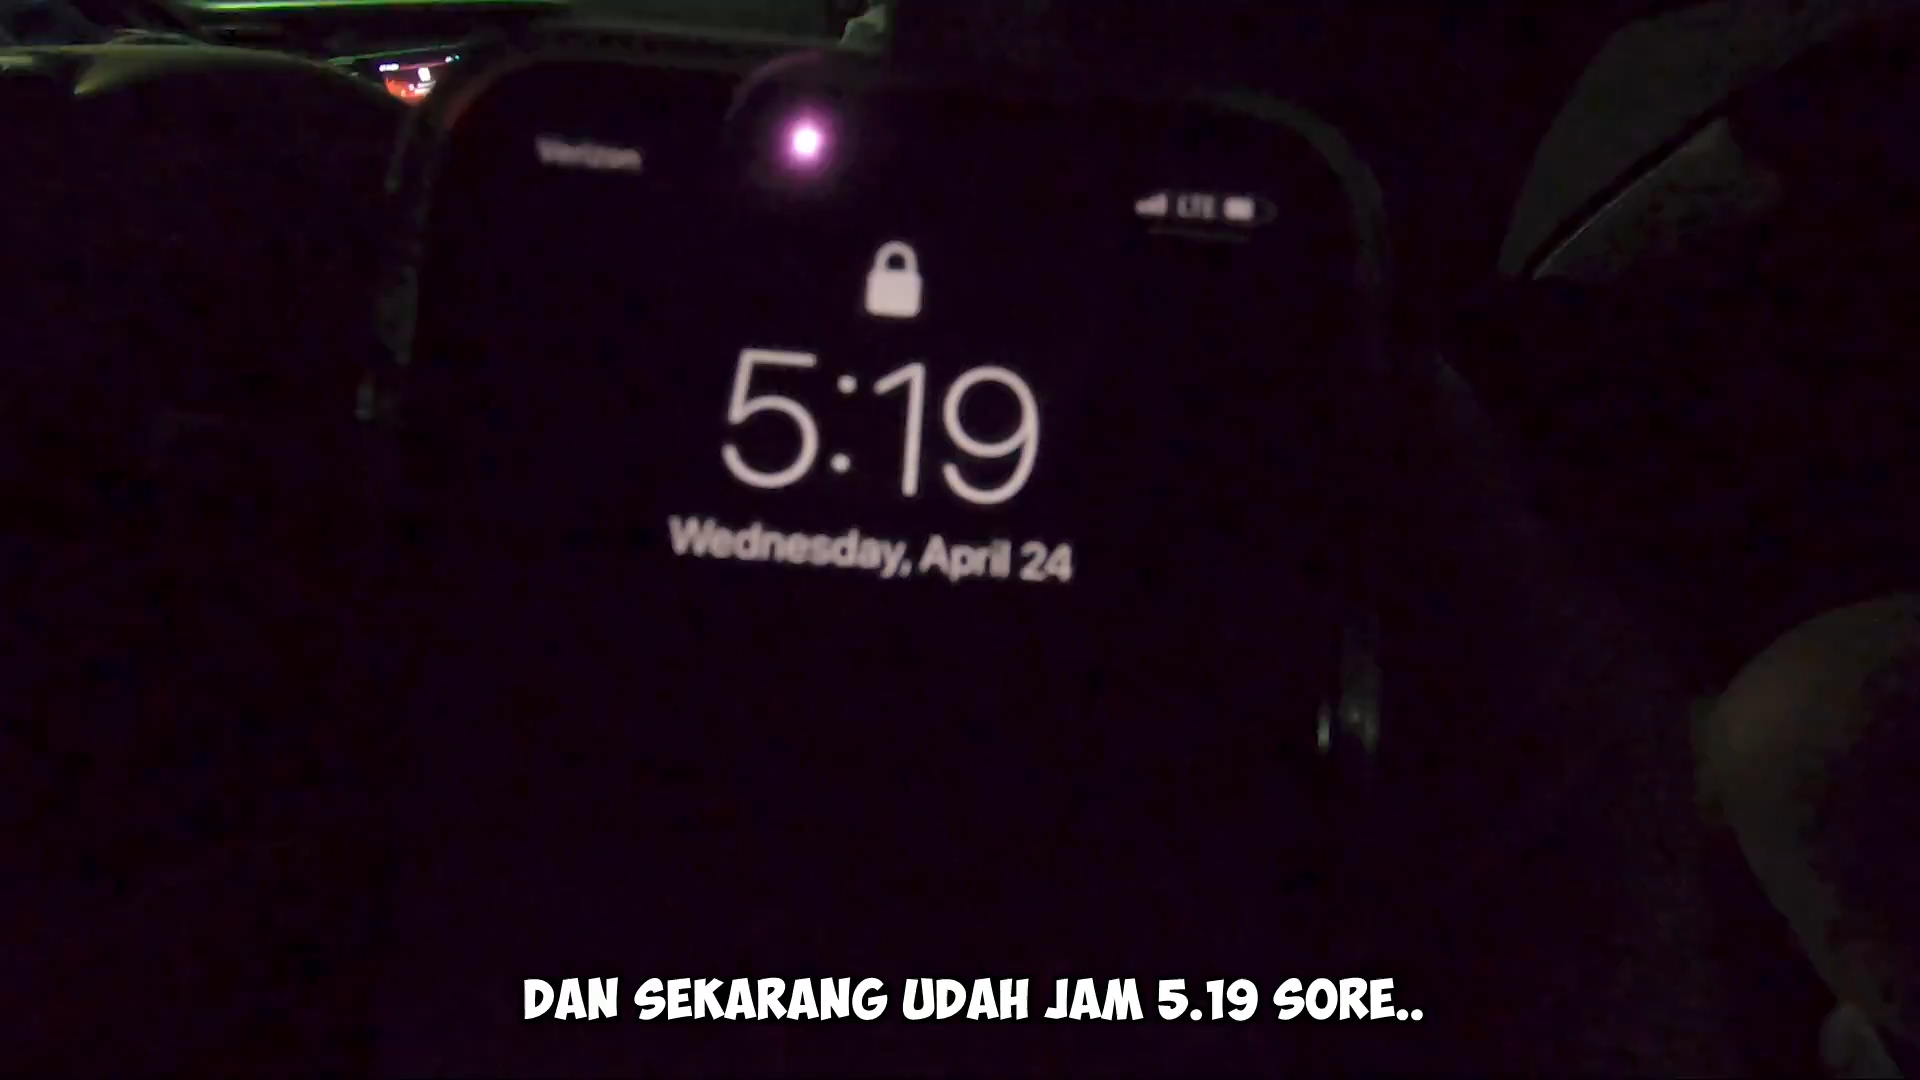 Verizon
LTE
5:19
Wednesday, April 24
DAN SEKARANG UDAH JAM 5.19 SORE..